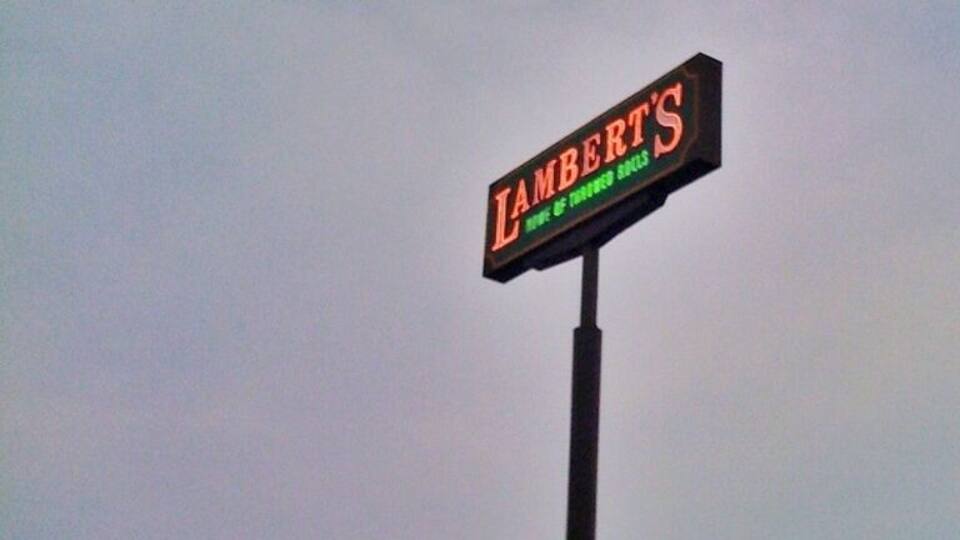 LAMBERT'S
HOME OF THROWED ROLLS